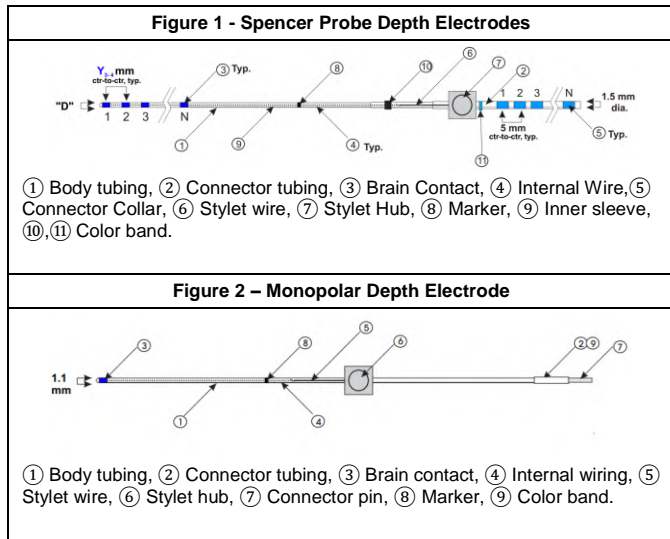 Figure 1 - Spencer Probe Depth Electrodes
Y₃₋₄ mm
ctr-to-ctr, typ.
③ Typ.
⑧
⑩
⑥
⑦
②
"D"
1 2 3 N
1 2 3 N
1.5 mm
dia.
5 mm
ctr-to-ctr, typ.
①
⑨
④ Typ.
⑪
⑤ Typ.
① Body tubing, ② Connector tubing, ③ Brain Contact, ④ Internal Wire,⑤
Connector Collar, ⑥ Stylet wire, ⑦ Stylet Hub, ⑧ Marker, ⑨ Inner sleeve,
⑩,⑪ Color band.
Figure 2 – Monopolar Depth Electrode
③
⑧
⑤
⑥
②⑨
⑦
1.1
mm
①
④
① Body tubing, ② Connector tubing, ③ Brain contact, ④ Internal wiring, ⑤
Stylet wire, ⑥ Stylet hub, ⑦ Connector pin, ⑧ Marker, ⑨ Color band.